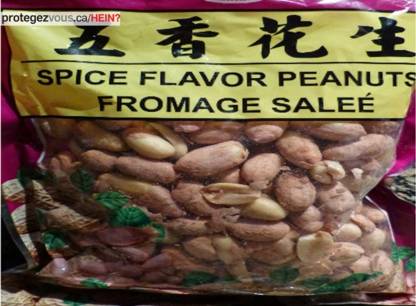 protegezvous.ca/HEIN?
五香花生
SPICE FLAVOR PEANUTS
FROMAGE SALEÉ